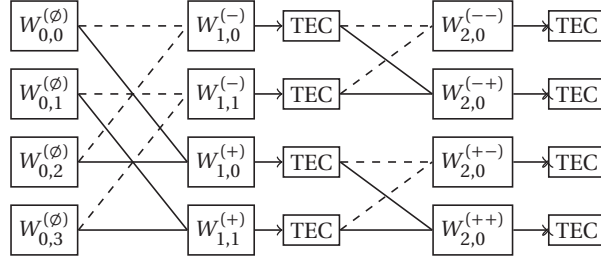 W_{0,0}^{(∅)} W_{1,0}^{(−)} TEC W_{2,0}^{(−−)} TEC
W_{0,1}^{(∅)} W_{1,1}^{(−)} TEC W_{2,0}^{(−+)} TEC
W_{0,2}^{(∅)} W_{1,0}^{(+)} TEC W_{2,0}^{(+−)} TEC
W_{0,3}^{(∅)} W_{1,1}^{(+)} TEC W_{2,0}^{(++)} TEC